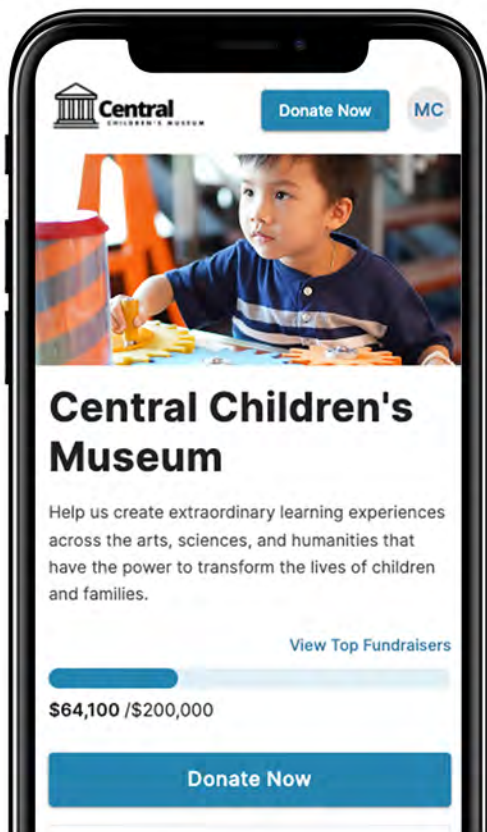 Central
CHILDREN'S MUSEUM
Donate Now
MC
Central Children's
Museum
Help us create extraordinary learning experiences
across the arts, sciences, and humanities that
have the power to transform the lives of children
and families.
View Top Fundraisers
$64,100 /$200,000
Donate Now